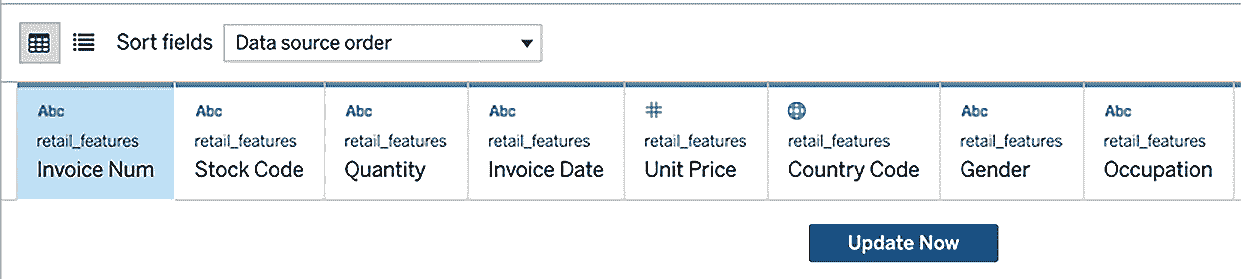 Sort fields Data source order
Abc Abc Abc Abc # Abc Abc
retail_features retail_features retail_features retail_features retail_features retail_features retail_features retail_features
Invoice Num Stock Code Quantity Invoice Date Unit Price Country Code Gender Occupation
Update Now